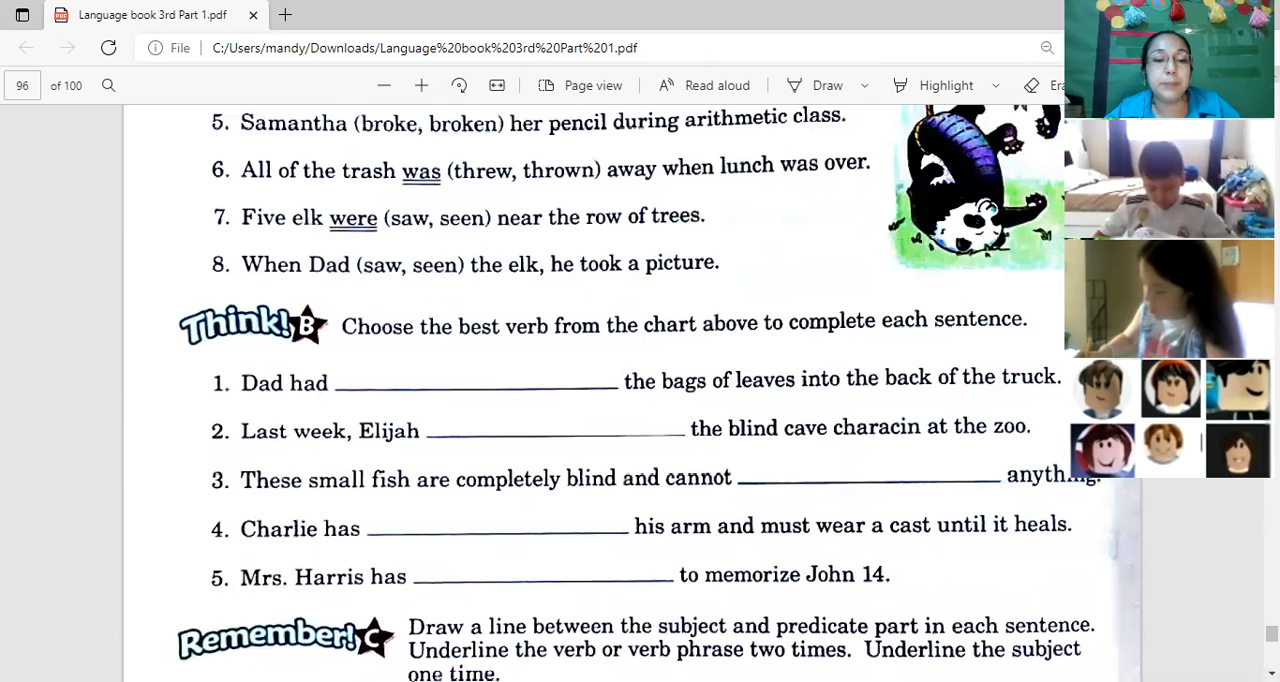 Language book 3rd Part 1.pdf
File C:/Users/mandy/Downloads/Language%20book%203rd%20Part%201.pdf
96 of 100 Page view Read aloud Draw Highlight
5. Samantha (broke, broken) her pencil during arithmetic class.
6. All of the trash was (threw, thrown) away when lunch was over.
7. Five elk were (saw, seen) near the row of trees.
8. When Dad (saw, seen) the elk, he took a picture.
Think! B Choose the best verb from the chart above to complete each sentence.
1. Dad had ____ the bags of leaves into the back of the truck.
2. Last week, Elijah ____ the blind cave characin at the zoo.
3. These small fish are completely blind and cannot ____
4. Charlie has ____ his arm and must wear a cast until it heals.
5. Mrs. Harris has ____ to memorize John 14.
Remember! C Draw a line between the subject and predicate part in each sentence.
Underline the verb or verb phrase two times. Underline the subject
one time.